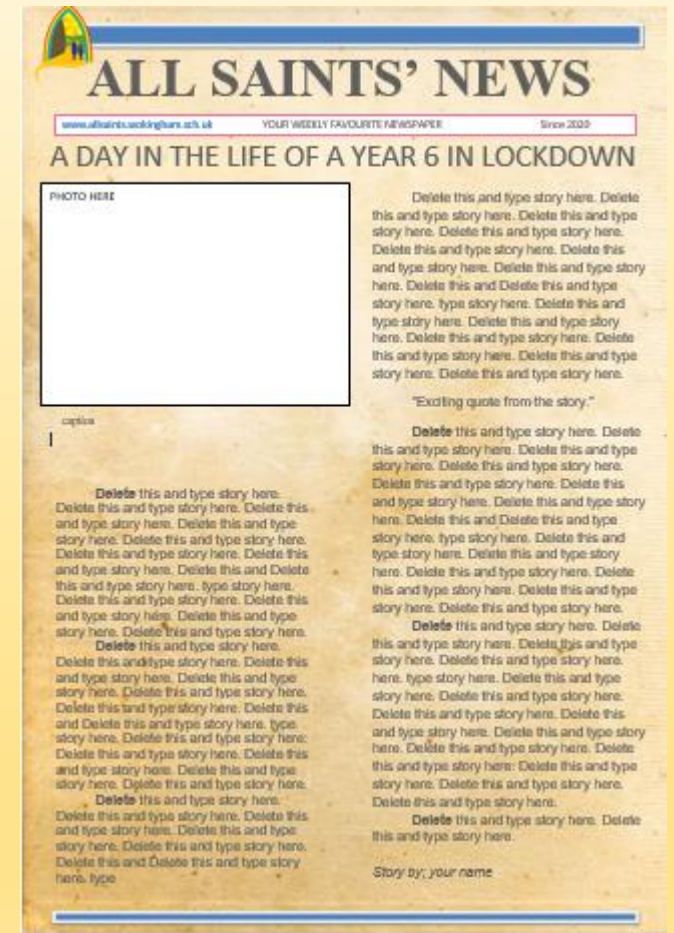 ALL SAINTS' NEWS
www.allsaints.wokingham.sch.uk YOUR WEEKLY FAVOURITE NEWSPAPER Since 2020
A DAY IN THE LIFE OF A YEAR 6 IN LOCKDOWN
PHOTO HERE
caption
Delete this and type story here.
Delete this and type story here. Delete this
and type story here. Delete this and type
story here. Delete this and type story here.
Delete this and type story here. Delete this
and type story here. Delete this and Delete
this and type story here. type story here.
Delete this and type story here. Delete this
and type story here. Delete this and type
story here. Delete this and type story here.
Delete this and type story here.
Delete this and type story here. Delete this
and type story here. Delete this and type
story here. Delete this and type story here.
Delete this and type story here. Delete this
and Delete this and type story here. type
story here. Delete this and type story here.
Delete this and type story here. Delete this
and type story here. Delete this and type
story here. Delete this and type story here.
Delete this and type story here.
Delete this and type story here. Delete this
and type story here. Delete this and type
story here. Delete this and type story here.
Delete this and Delete this and type story
here. type
Delete this and type story here. Delete
this and type story here. Delete this and type
story here. Delete this and type story here.
Delete this and type story here. Delete this
and type story here. Delete this and type story
here. Delete this and Delete this and type
story here. type story here. Delete this and
type story here. Delete this and type story
here. Delete this and type story here. Delete
this and type story here. Delete this and type
story here. Delete this and type story here.
"Exciting quote from the story."
Delete this and type story here. Delete
this and type story here. Delete this and type
story here. Delete this and type story here.
Delete this and type story here. Delete this
and type story here. Delete this and type story
here. Delete this and Delete this and type
story here. type story here. Delete this and
type story here. Delete this and type story
here. Delete this and type story here. Delete
this and type story here. Delete this and type
story here. Delete this and type story here.
Delete this and type story here. Delete
this and type story here. Delete this and type
story here. Delete this and type story here.
here. type story here. Delete this and type
story here. Delete this and type story here.
Delete this and type story here. Delete this
and type story here. Delete this and type story
here. Delete this and type story here. Delete
this and type story here. Delete this and type
story here. Delete this and type story here.
Delete this and type story here.
Delete this and type story here. Delete
this and type story here.
Story by; your name